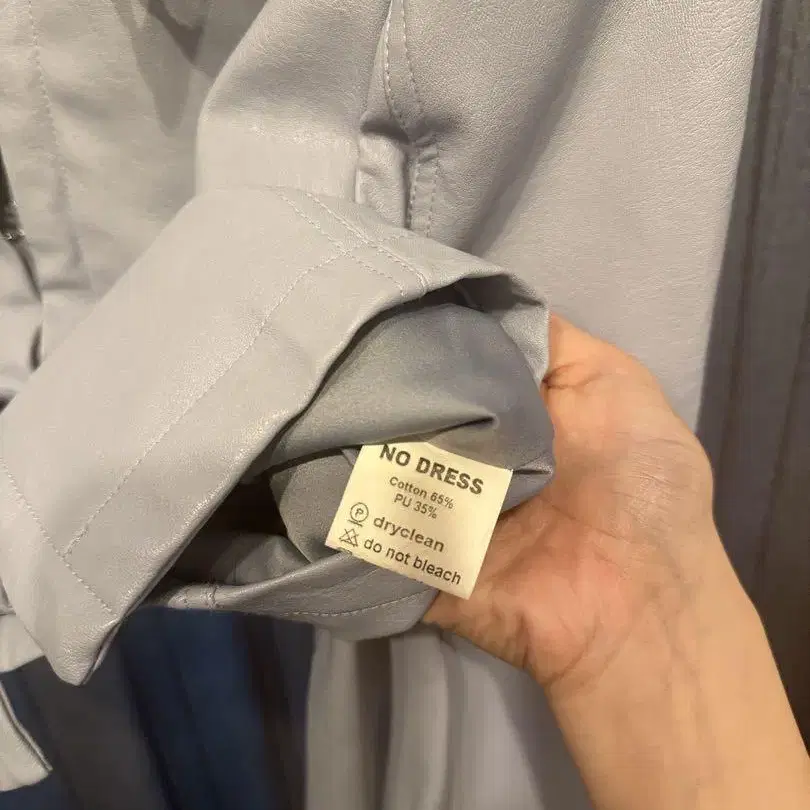 NO DRESS
Cotton 65%
PU 35%
P dryclean
do not bleach